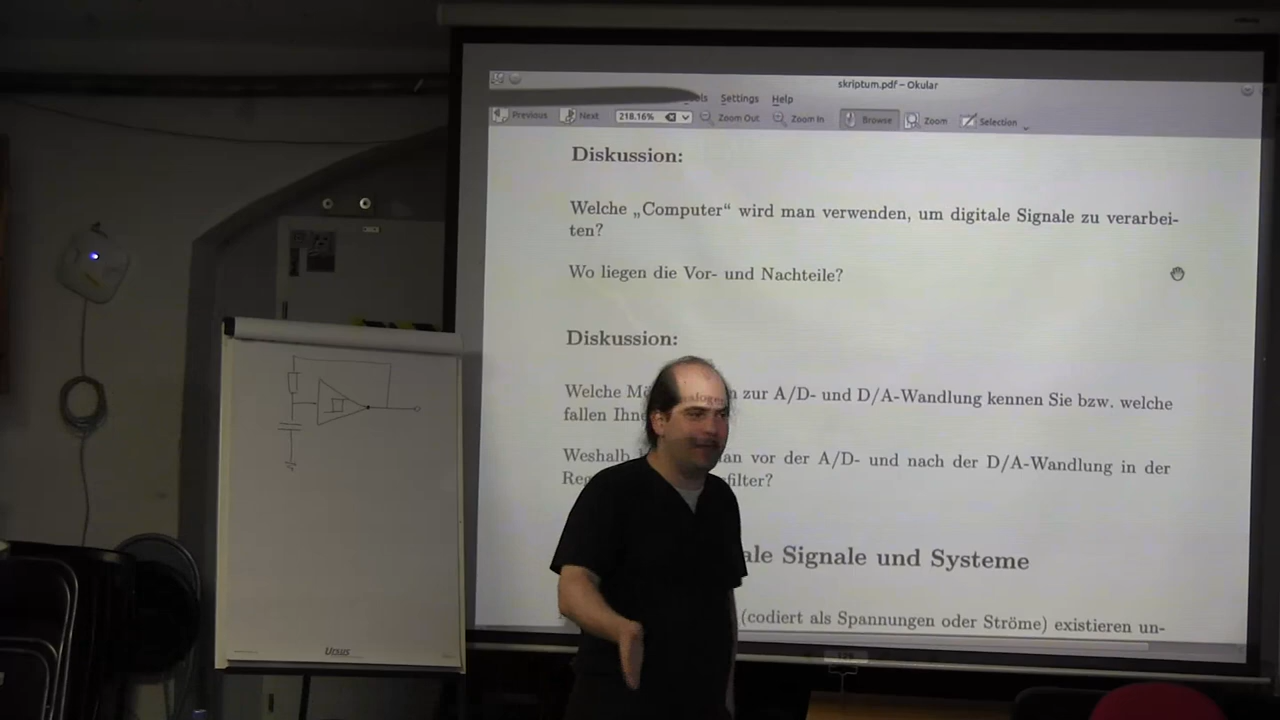 skriptum.pdf – Okular
Settings Help
Previous Next 218.16% Zoom Out Zoom In Browse Zoom Selection
Diskussion:
Welche „Computer“ wird man verwenden, um digitale Signale zu verarbei-
ten?
Wo liegen die Vor- und Nachteile?
Diskussion:
Welche zur A/D- und D/A-Wandlung kennen Sie bzw. welche
fallen
Weshalb vor der A/D- und nach der D/A-Wandlung in der
Signale und Systeme
(codiert als Spannungen oder Ströme) existieren un-
Ursus